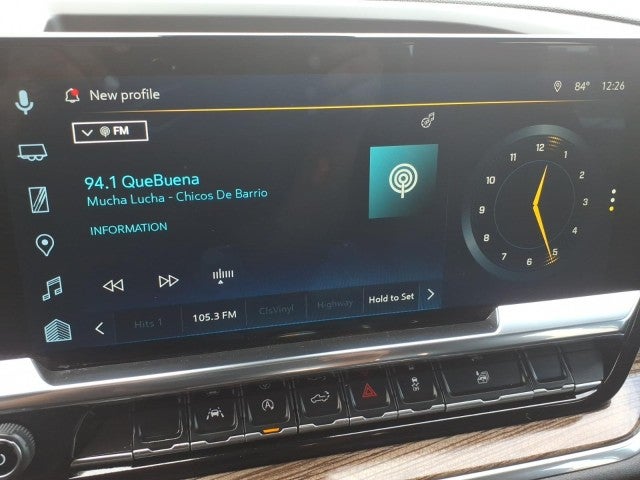 New profile
84° 12:26
FM
94.1 QueBuena
Mucha Lucha - Chicos De Barrio
INFORMATION
Hits 1 105.3 FM ClsVinyl Highway Hold to Set
12
1
2
3
4
5
6
7
8
9
10
11
A